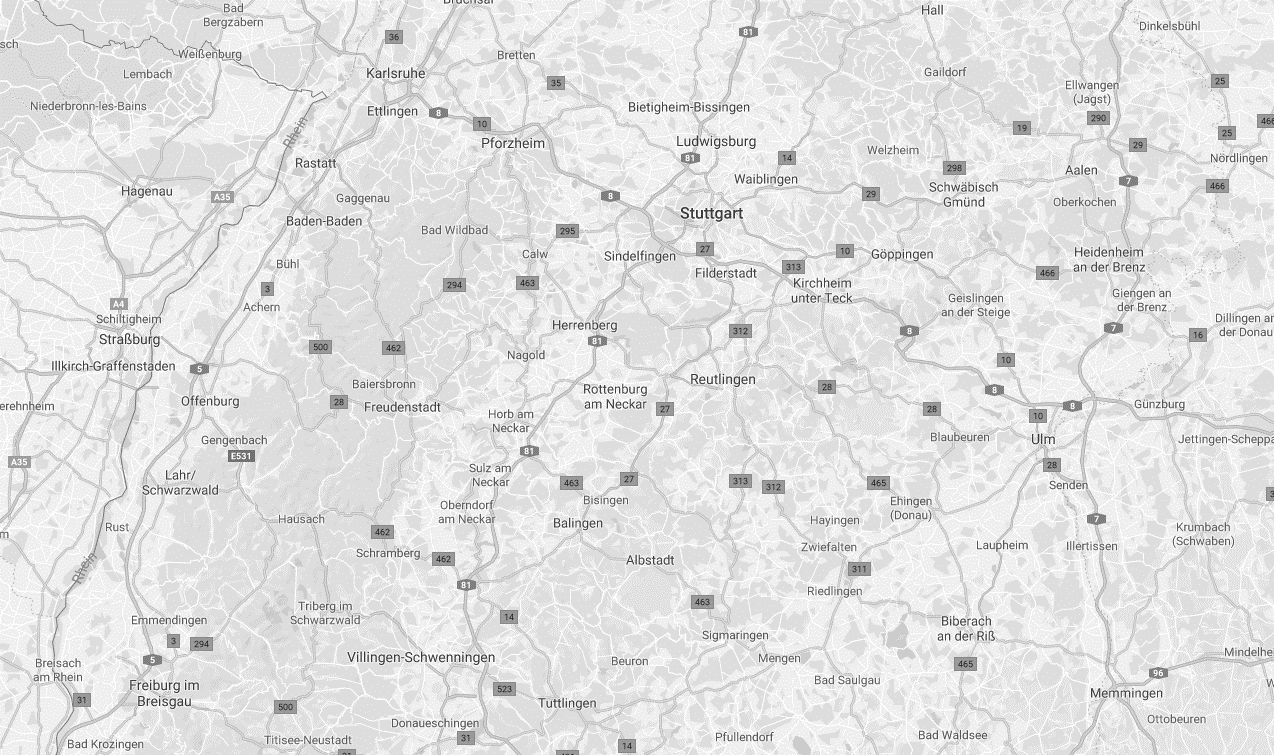 Bad
Bergzabern
Bruchsal
Hall
Dinkelsbühl
36
81
Weißenburg
Bretten
Lembach
Karlsruhe
35
Gaildorf
Ellwangen
(Jagst)
25
Niederbronn-les-Bains
Ettlingen
8
10
Bietigheim-Bissingen
290
19
25
466
Rhein
Pforzheim
Ludwigsburg
29
Rastatt
81
14
Welzheim
298
Aalen
Nördlingen
Hagenau
A35
Gaggenau
8
Waiblingen
29
Schwäbisch
Gmünd
7
466
Oberkochen
Baden-Baden
Bad Wildbad
295
Stuttgart
Bühl
Calw
Sindelfingen
27
10
Göppingen
Heidenheim
an der Brenz
3
294
463
Filderstadt
313
Kirchheim
unter Teck
466
A4
Achern
Geislingen
an der Steige
Giengen an
der Brenz
Schiltigheim
Straßburg
Herrenberg
81
312
8
7
16
Dillingen an
der Donau
500
462
Nagold
10
Illkirch-Graffenstaden
5
Baiersbronn
Rottenburg
am Neckar
Reutlingen
28
8
Offenburg
28
Freudenstadt
27
28
10
8
Günzburg
Horb am
Neckar
Gengenbach
E531
81
Blaubeuren
Ulm
Jettingen-Scheppa
A35
Lahr/
Schwarzwald
Sulz am
Neckar
463
27
313
312
465
28
Senden
Bisingen
Oberndorf
am Neckar
Ehingen
(Donau)
Rust
Hausach
462
Balingen
Hayingen
7
Krumbach
(Schwaben)
Rhein
Schramberg
462
Albstadt
Zwiefalten
311
Laupheim
Illertissen
81
Riedlingen
Emmendingen
Triberg im
Schwarzwald
14
463
Biberach
an der Riß
3
294
Sigmaringen
5
Villingen-Schwenningen
Beuron
Mengen
465
Mindelhe
Breisach
am Rhein
Freiburg im
Breisgau
523
Bad Saulgau
96
Memmingen
31
500
Tuttlingen
Donaueschingen
Ottobeuren
Bad Krozingen
Titisee-Neustadt
31
14
Pfullendorf
Bad Waldsee